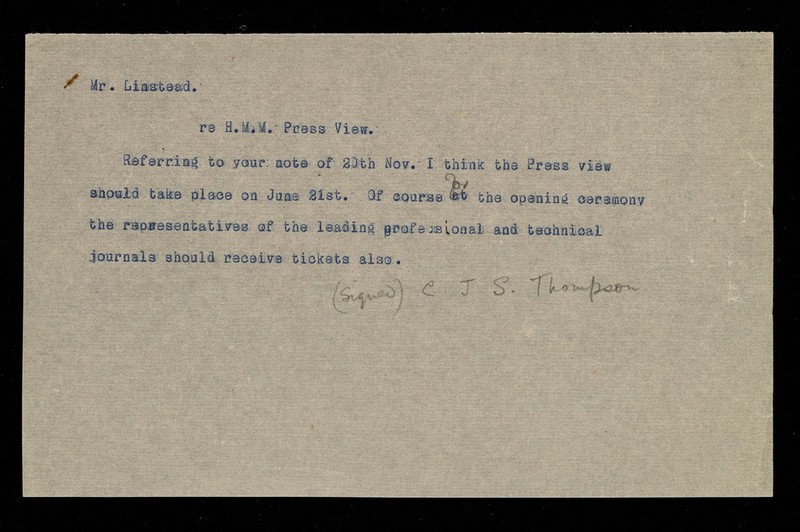 Mr. Linstead.
re H.M.M. Press View.
Referring to your note of 20th Nov. I think the Press view
should take place on June 21st. Of course for the opening ceremony
the representatives of the leading professional and technical
journals should receive tickets also.
(Signed) C J S. Thompson